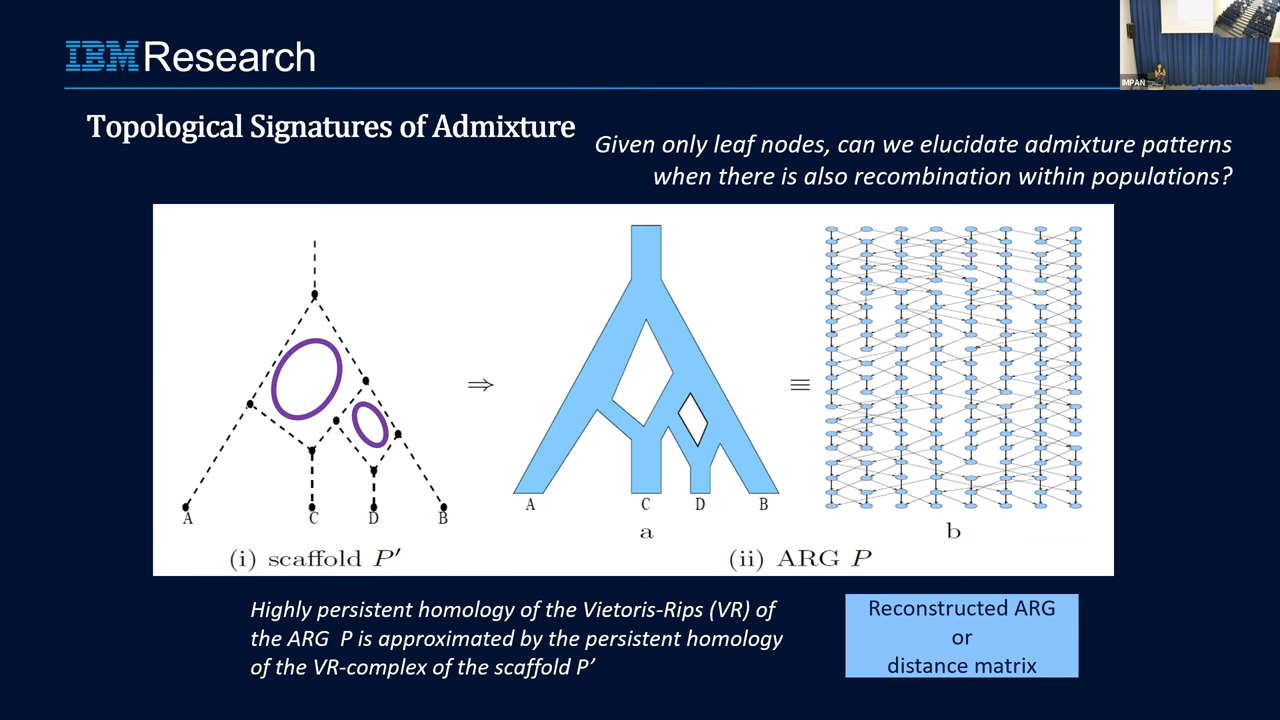 IBM Research
IMPAN
Topological Signatures of Admixture
Given only leaf nodes, can we elucidate admixture patterns
when there is also recombination within populations?
A
C
D
B
(i) scaffold P′
⇒
A
C
D
B
a
≡
b
(ii) ARG P
Highly persistent homology of the Vietoris-Rips (VR) of
the ARG P is approximated by the persistent homology
of the VR-complex of the scaffold P’
Reconstructed ARG
or
distance matrix